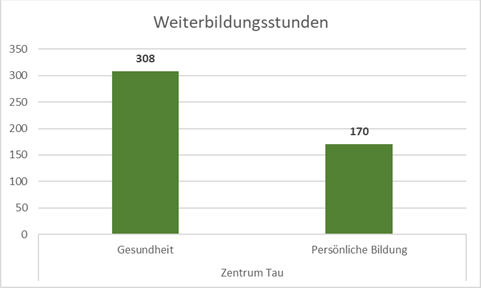 Weiterbildungsstunden
350
300
250
200
150
100
50
0
308
170
Gesundheit
Persönliche Bildung
Zentrum Tau